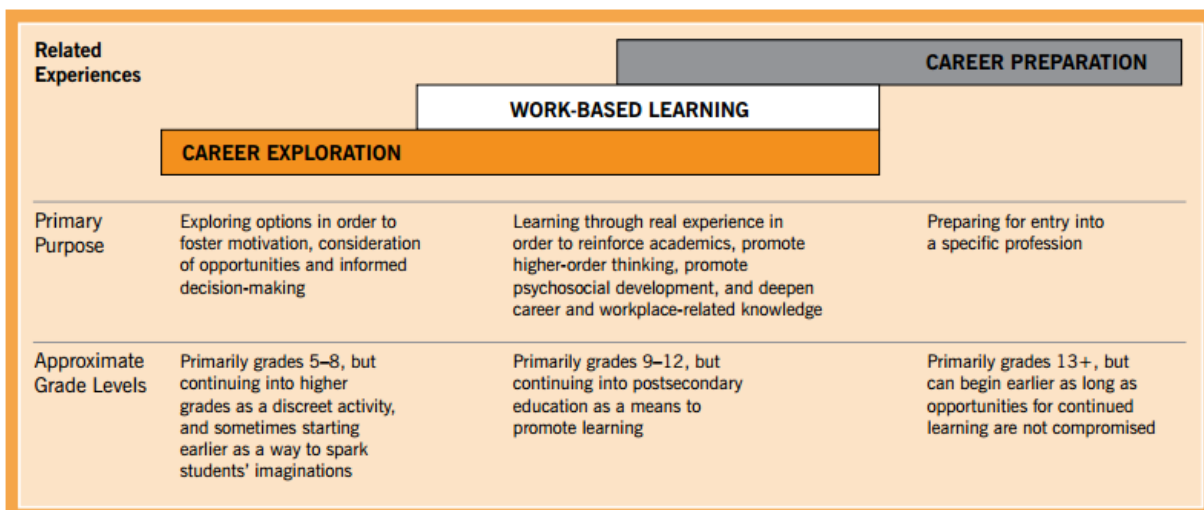 Related
Experiences
CAREER PREPARATION
WORK-BASED LEARNING
CAREER EXPLORATION
Primary
Purpose
Exploring options in order to
foster motivation, consideration
of opportunities and informed
decision-making
Learning through real experience in
order to reinforce academics, promote
higher-order thinking, promote
psychosocial development, and deepen
career and workplace-related knowledge
Preparing for entry into
a specific profession
Approximate
Grade Levels
Primarily grades 5–8, but
continuing into higher
grades as a discreet activity,
and sometimes starting
earlier as a way to spark
students’ imaginations
Primarily grades 9–12, but
continuing into postsecondary
education as a means to
promote learning
Primarily grades 13+, but
can begin earlier as long as
opportunities for continued
learning are not compromised